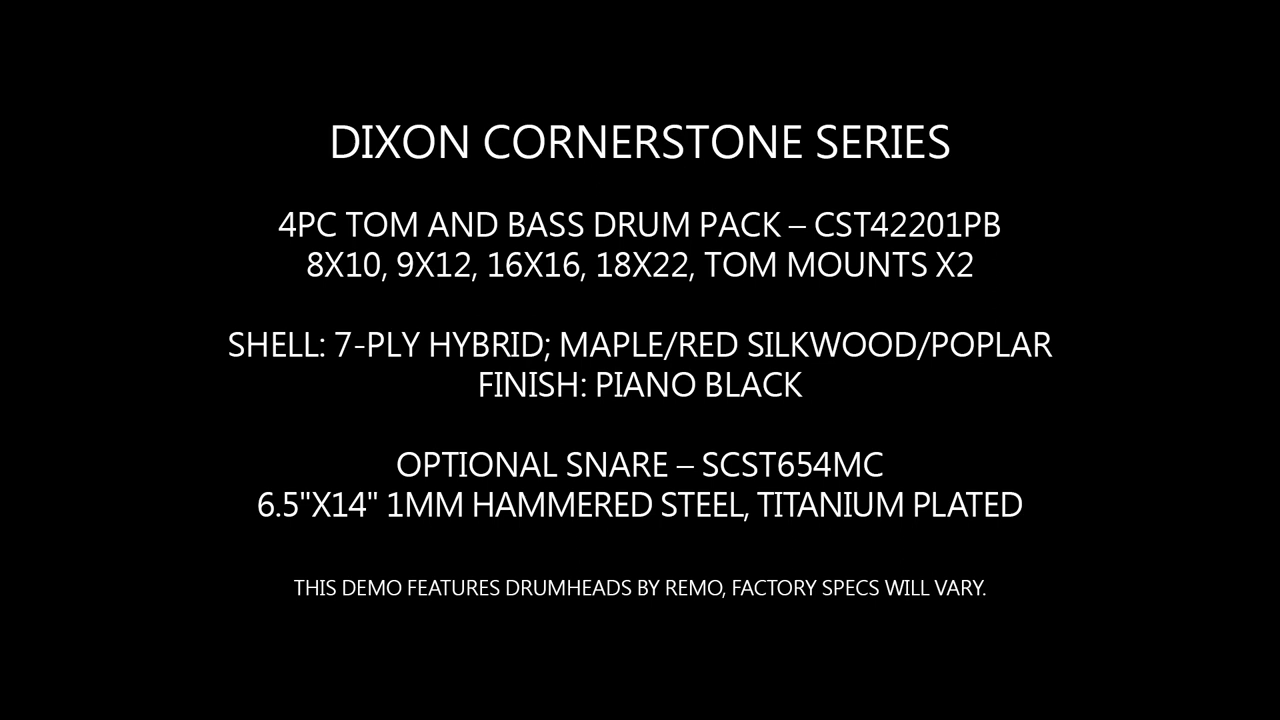 DIXON CORNERSTONE SERIES
4PC TOM AND BASS DRUM PACK – CST42201PB
8X10, 9X12, 16X16, 18X22, TOM MOUNTS X2
SHELL: 7-PLY HYBRID; MAPLE/RED SILKWOOD/POPLAR
FINISH: PIANO BLACK
OPTIONAL SNARE – SCST654MC
6.5"X14" 1MM HAMMERED STEEL, TITANIUM PLATED
THIS DEMO FEATURES DRUMHEADS BY REMO, FACTORY SPECS WILL VARY.